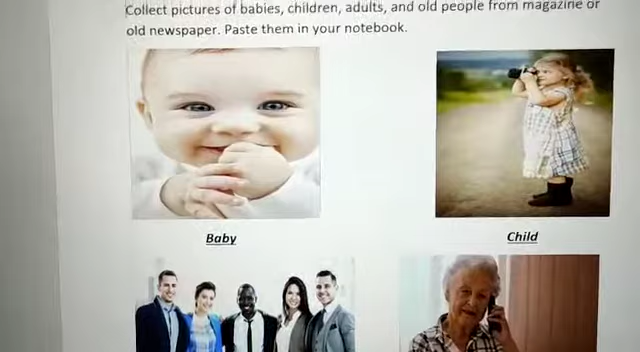 Collect pictures of babies, children, adults, and old people from magazine or
old newspaper. Paste them in your notebook.
Baby
Child